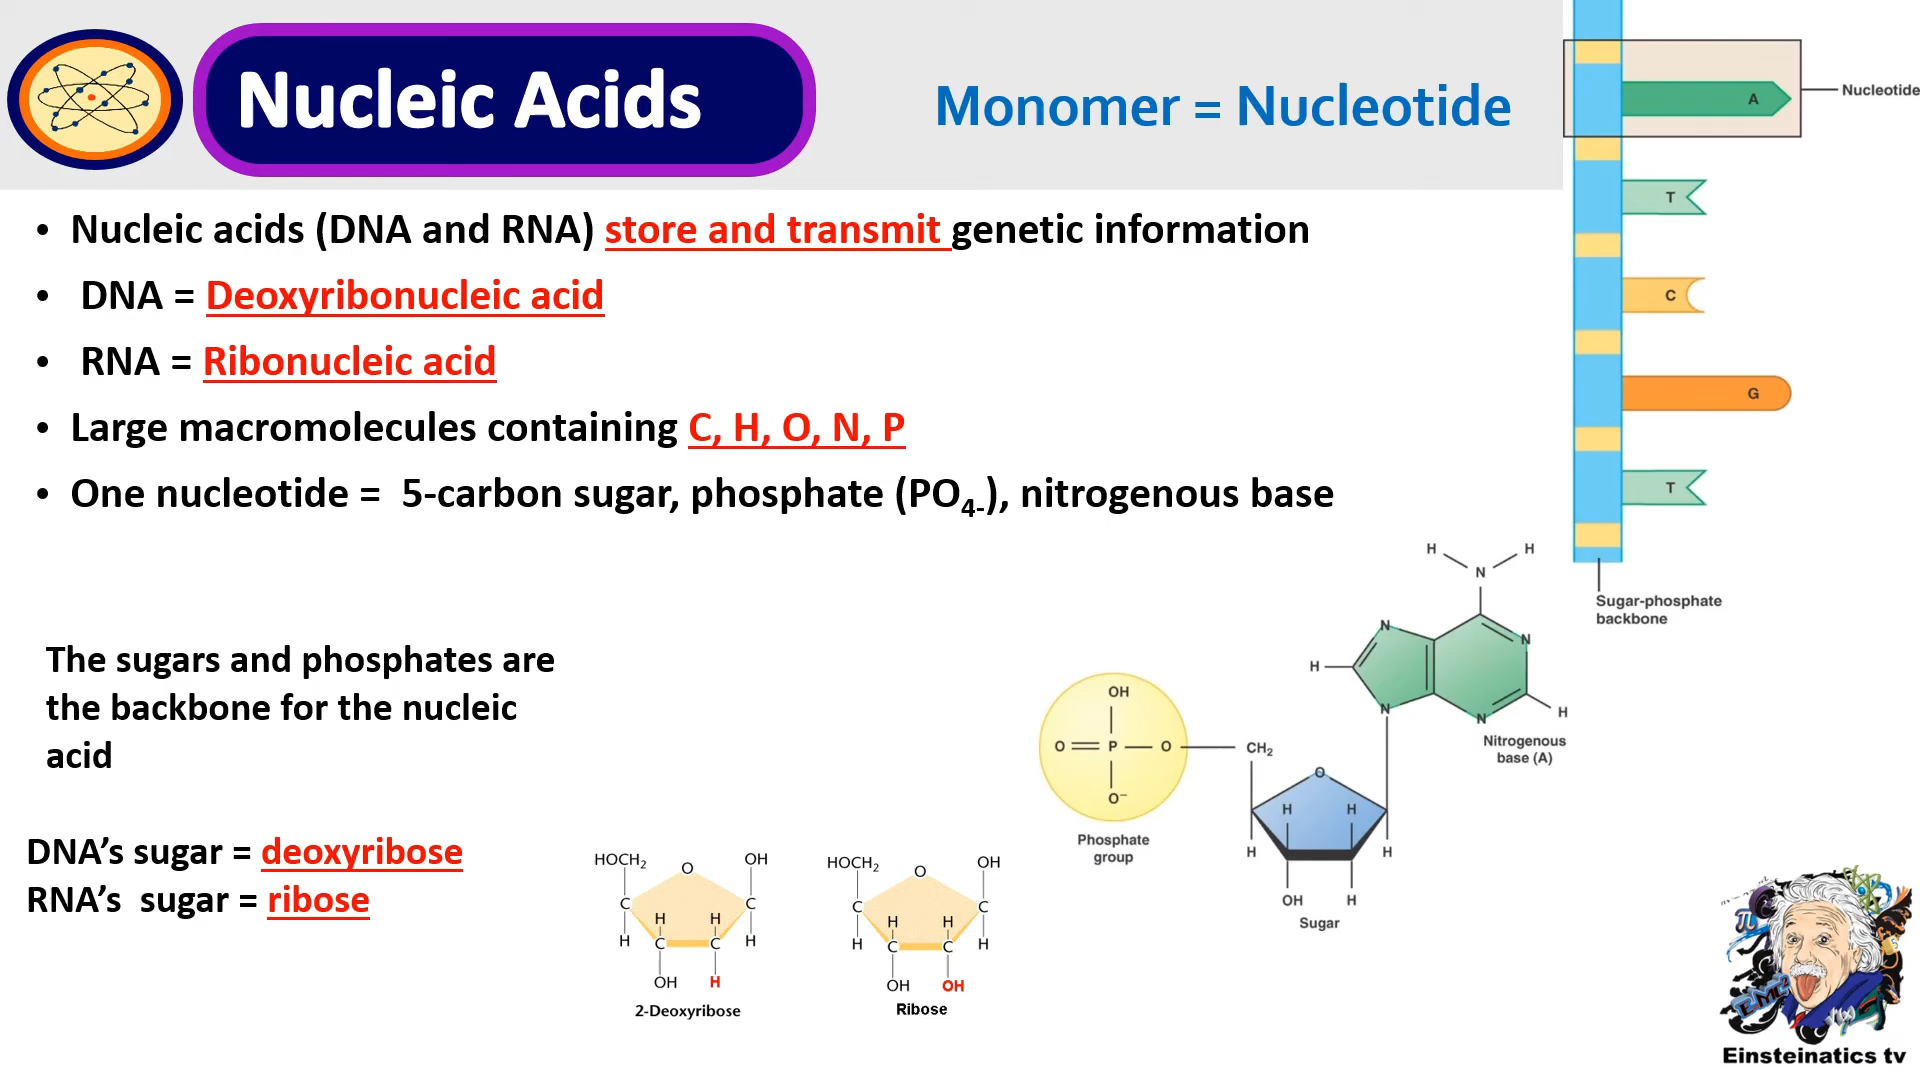 Nucleic Acids
Monomer = Nucleotide
• Nucleic acids (DNA and RNA) store and transmit genetic information
• DNA = Deoxyribonucleic acid
• RNA = Ribonucleic acid
• Large macromolecules containing C, H, O, N, P
• One nucleotide = 5-carbon sugar, phosphate (PO4-), nitrogenous base
The sugars and phosphates are
the backbone for the nucleic
acid
DNA’s sugar = deoxyribose
RNA’s sugar = ribose
HOCH2
O
OH
C
C
H
H
H
C
C
H
H
OH
H
2-Deoxyribose
HOCH2
O
OH
C
C
H
H
H
C
C
H
H
OH
OH
Ribose
OH
O
P
O
O−
Phosphate
group
CH2
O
H
H
H
H
OH
H
Sugar
H
H
N
N
N
H
N
N
H
Nitrogenous
base (A)
A
Nucleotide
T
C
G
T
Sugar-phosphate
backbone
π
E=MC2
Einsteinatics tv